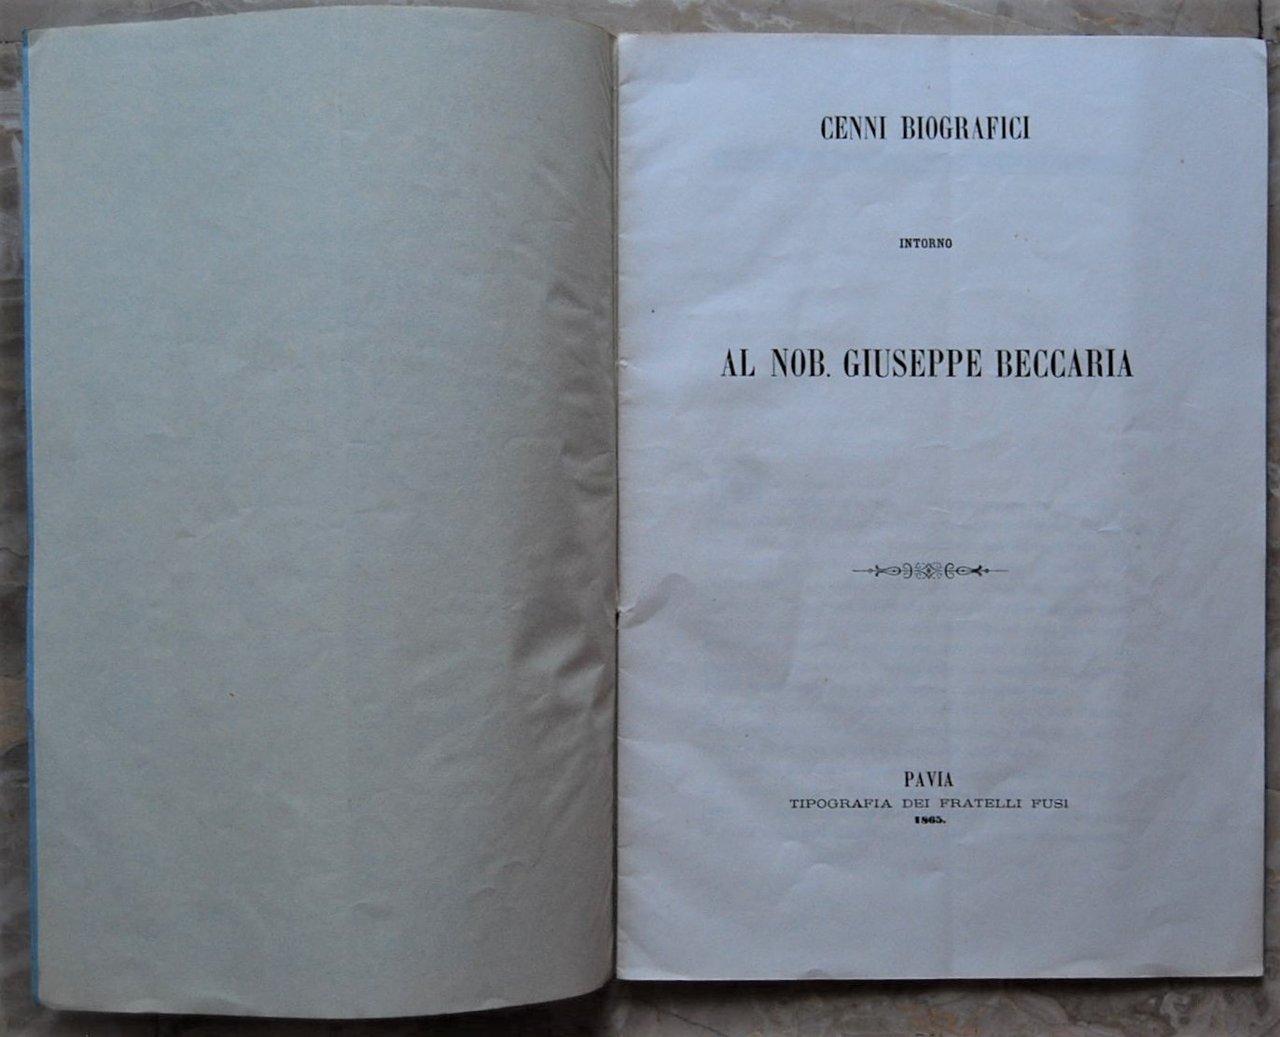 CENNI BIOGRAFICI
INTORNO
AL NOB. GIUSEPPE BECCARIA
PAVIA
TIPOGRAFIA DEI FRATELLI FUSI
1865.